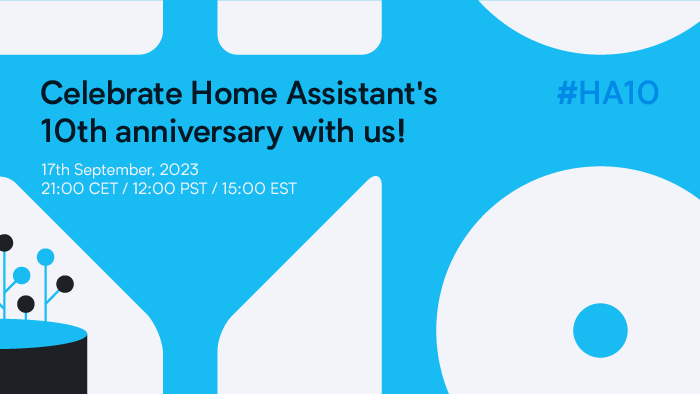 Celebrate Home Assistant's
10th anniversary with us!
#HA10
17th September, 2023
21:00 CET / 12:00 PST / 15:00 EST